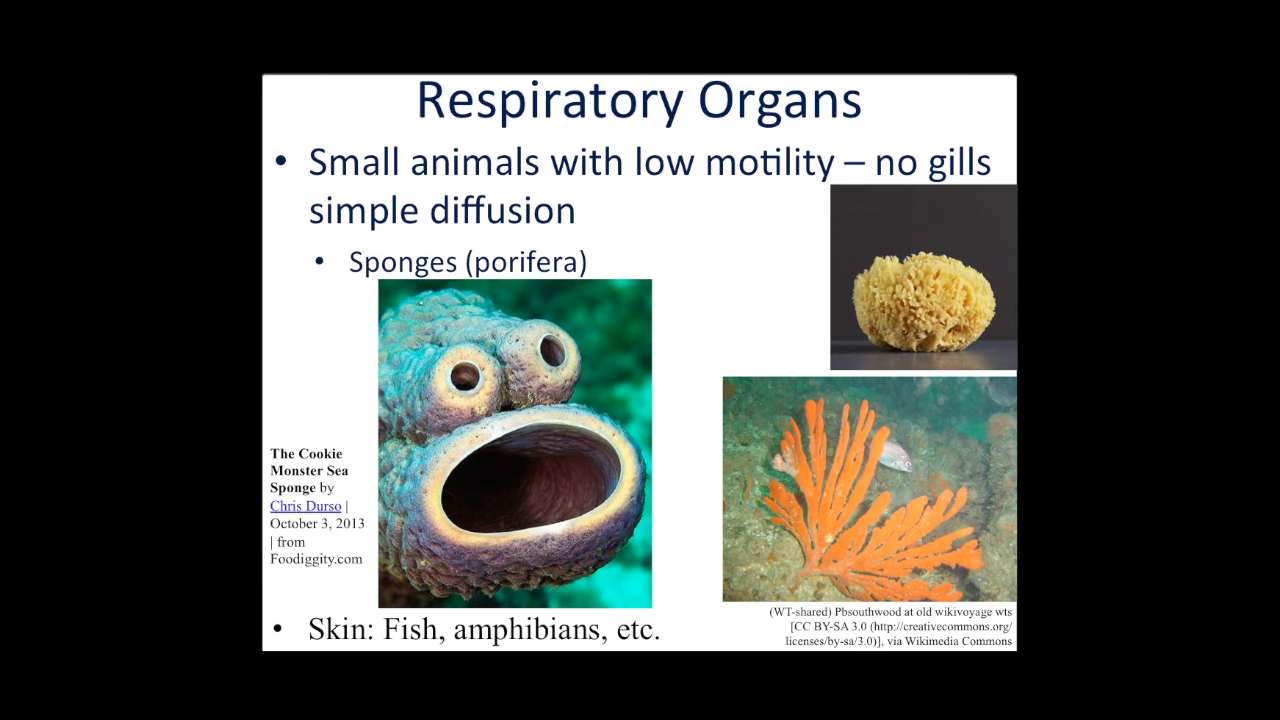 Respiratory Organs
• Small animals with low motility – no gills
simple diffusion
• Sponges (porifera)
The Cookie
Monster Sea
Sponge by
Chris Durso |
October 3, 2013
| from
Foodiggity.com
(WT-shared) Pbsouthwood at old wikivoyage wts
[CC BY-SA 3.0 (http://creativecommons.org/
licenses/by-sa/3.0)], via Wikimedia Commons
• Skin: Fish, amphibians, etc.